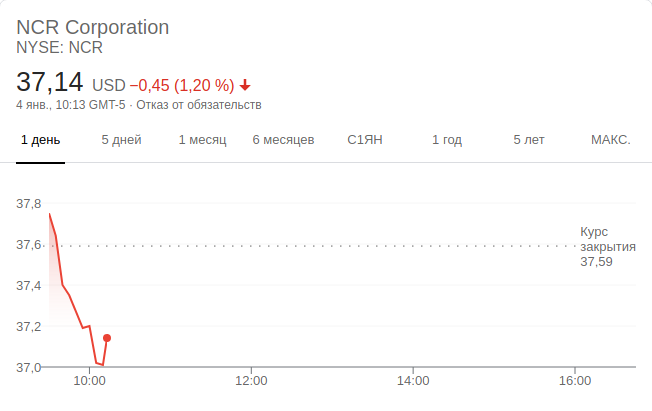 NCR Corporation
NYSE: NCR
37,14 USD −0,45 (1,20 %)
4 янв., 10:13 GMT-5 · Отказ от обязательств
1 день 5 дней 1 месяц 6 месяцев С1ЯН 1 год 5 лет МАКС.
37,8
37,6
37,4
37,2
37,0
Курс
закрытия
37,59
10:00 12:00 14:00 16:00